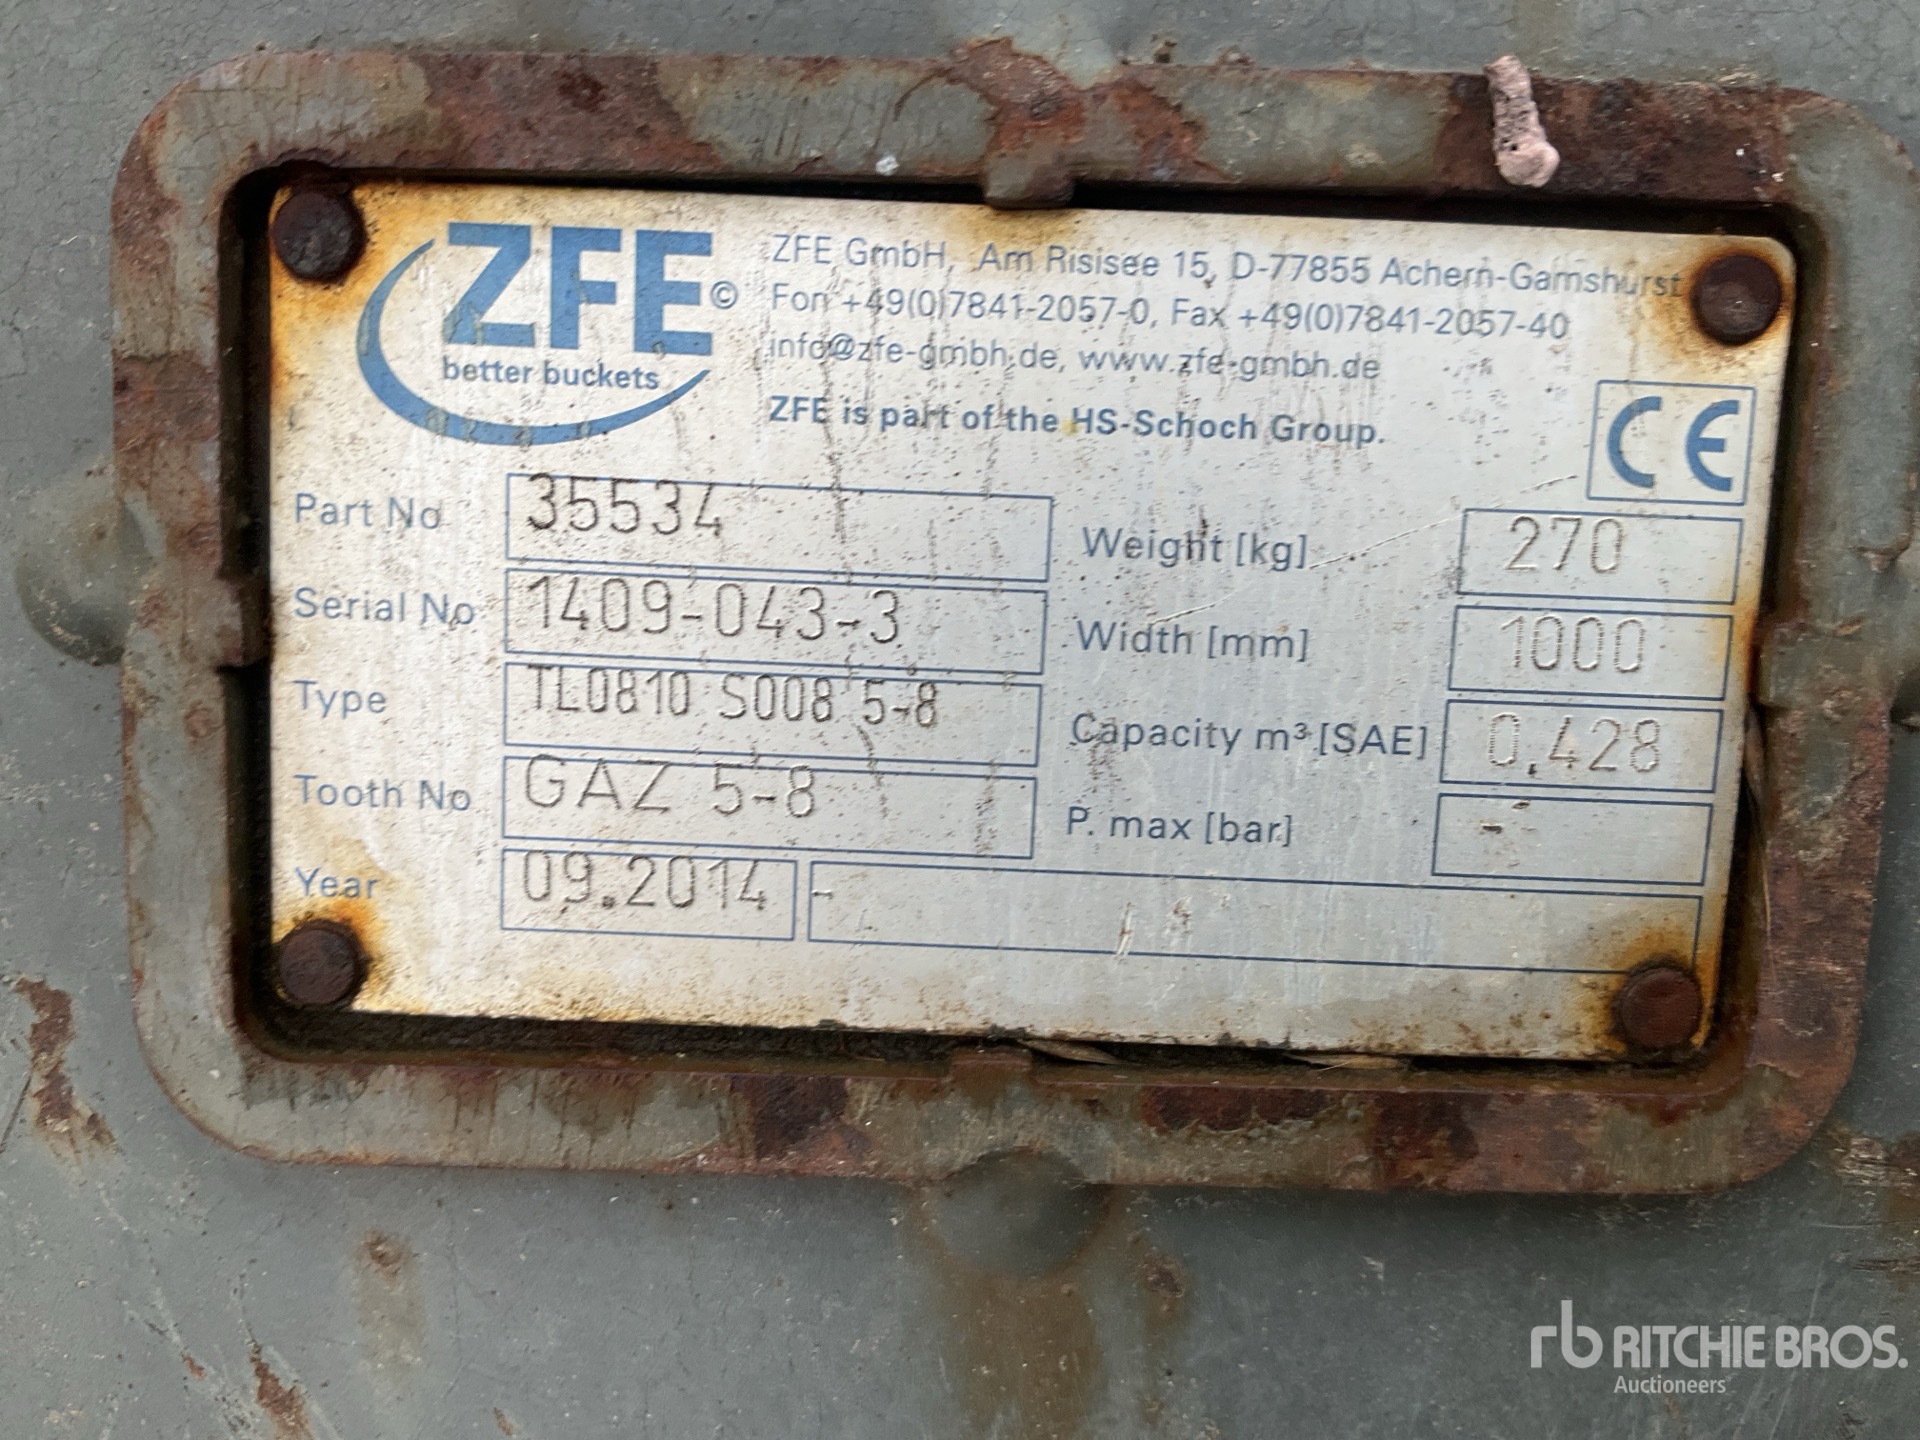 ZFE©
better buckets
ZFE GmbH, Am Risisee 15, D-77855 Achern-Gamshurst
Fon +49(0)7841-2057-0, Fax +49(0)7841-2057-40
info@zfe-gmbh.de, www.zfe-gmbh.de
ZFE is part of the HS-Schoch Group.
CE
Part No 35534
Serial No 1409-043-3
Type TL0810 S008 5-8
Tooth No GAZ 5-8
Year 09.2014 -
Weight [kg] 270
Width [mm] 1000
Capacity m³ [SAE] 0,428
P. max [bar] -
rb RITCHIE BROS.
Auctioneers